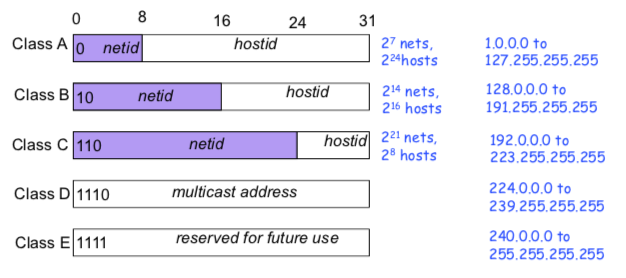 0 8 16 24 31
Class A 0 netid hostid 2⁷ nets, 1.0.0.0 to
2²⁴hosts 127.255.255.255
Class B 10 netid hostid 2¹⁴ nets, 128.0.0.0 to
2¹⁶ hosts 191.255.255.255
Class C 110 netid hostid 2²¹ nets, 192.0.0.0 to
2⁸ hosts 223.255.255.255
Class D 1110 multicast address 224.0.0.0 to
239.255.255.255
Class E 1111 reserved for future use 240.0.0.0 to
255.255.255.255